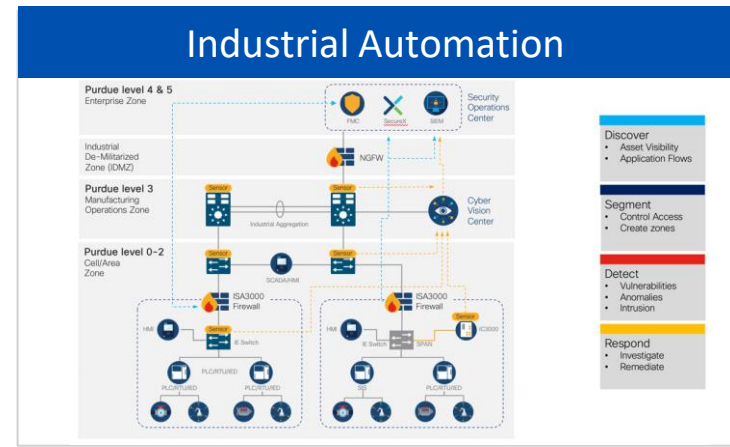 Industrial Automation
Purdue level 4 & 5
Enterprise Zone
FMC
SecureX
SIEM
Security
Operations
Center
Industrial
De-Militarized
Zone (IDMZ)
NGFW
Purdue level 3
Manufacturing
Operations Zone
Sensor
Sensor
Industrial Aggregation
Cyber
Vision
Center
Purdue level 0-2
Cell/Area
Zone
Sensor
SCADA/HMI
Sensor
ISA3000
Firewall
ISA3000
Firewall
HMI
Sensor
IE Switch
PLC/RTU/IED
PLC/RTU/IED
PLC/RTU/IED
HMI
IE Switch
SPAN
Sensor
IC3000
SIS
PLC/RTU/IED
Discover
• Asset Visibility
• Application Flows
Segment
• Control Access
• Create zones
Detect
• Vulnerabilities
• Anomalies
• Intrusion
Respond
• Investigate
• Remediate